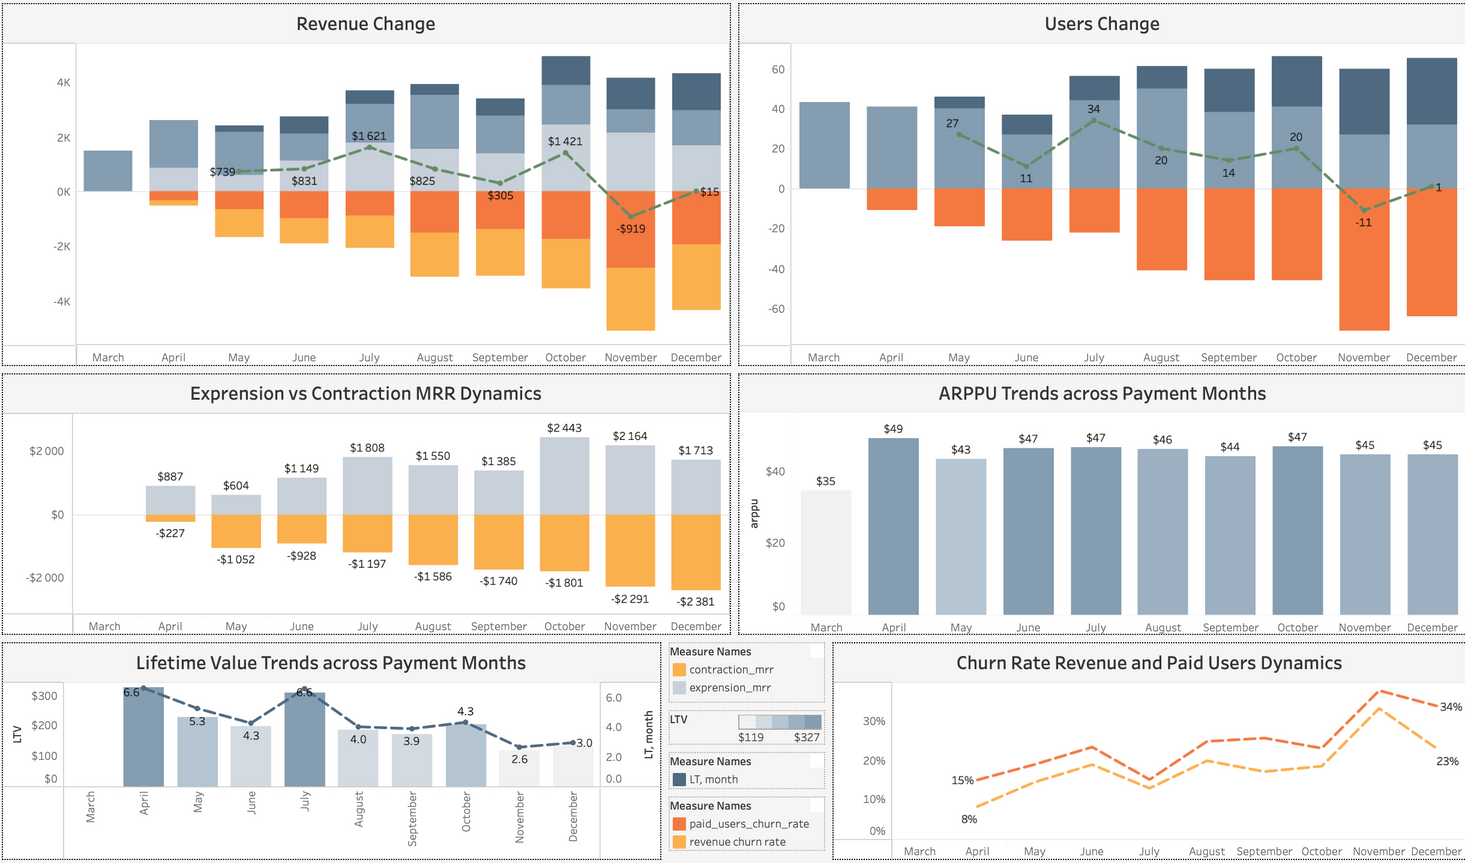 Revenue Change
4K
2K
0K
-2K
-4K
$739
$831
$1 621
$825
$305
$1 421
-$919
$15
March April May June July August September October November December
Users Change
60
40
20
0
-20
-40
-60
27
11
34
20
14
20
-11
1
March April May June July August September October November December
Exprension vs Contraction MRR Dynamics
$2 000
$0
-$2 000
$887 $604 $1 149 $1 808 $1 550 $1 385 $2 443 $2 164 $1 713
-$227 -$1 052 -$928 -$1 197 -$1 586 -$1 740 -$1 801 -$2 291 -$2 381
March April May June July August September October November December
ARPPU Trends across Payment Months
arppu
$40
$20
$0
$35 $49 $43 $47 $47 $46 $44 $47 $45 $45
March April May June July August September October November December
Lifetime Value Trends across Payment Months
LTV
$300
$200
$100
$0
6.6 5.3 4.3 6.6 4.0 3.9 4.3 2.6 3.0
6.0
4.0
2.0
0.0
LT, month
March April May June July August September October November December
Measure Names
contraction_mrr
exprension_mrr
LTV
$119 $327
Measure Names
LT, month
Measure Names
paid_users_churn_rate
revenue churn rate
Churn Rate Revenue and Paid Users Dynamics
30%
20%
10%
0%
15%
8%
34%
23%
March April May June July August September October November December